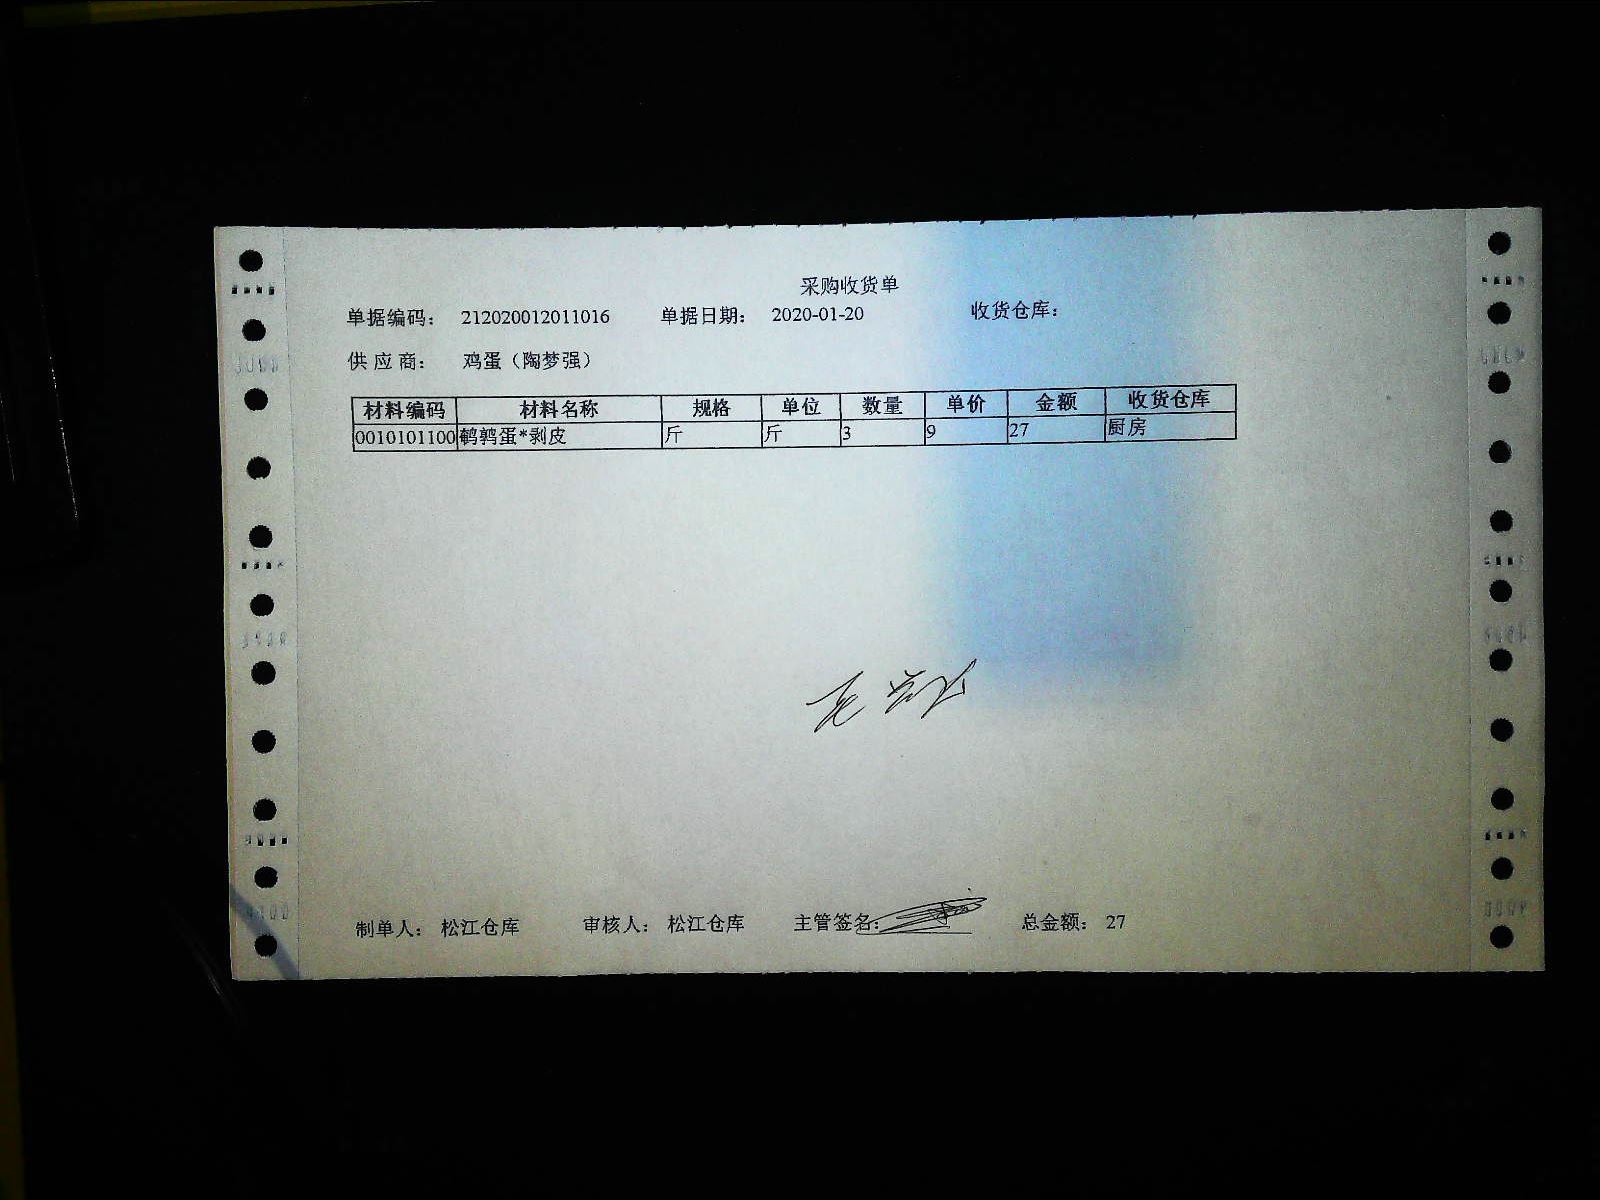 采购收货单
单据编码： 212020012011016 单据日期： 2020-01-20 收货仓库：
供应商： 鸡蛋（陶梦强）
材料编码 材料名称 规格 单位 数量 单价 金额 收货仓库
0010101100 鹌鹑蛋*剥皮 斤 斤 3 9 27 厨房
制单人： 松江仓库 审核人： 松江仓库 主管签名： 总金额： 27